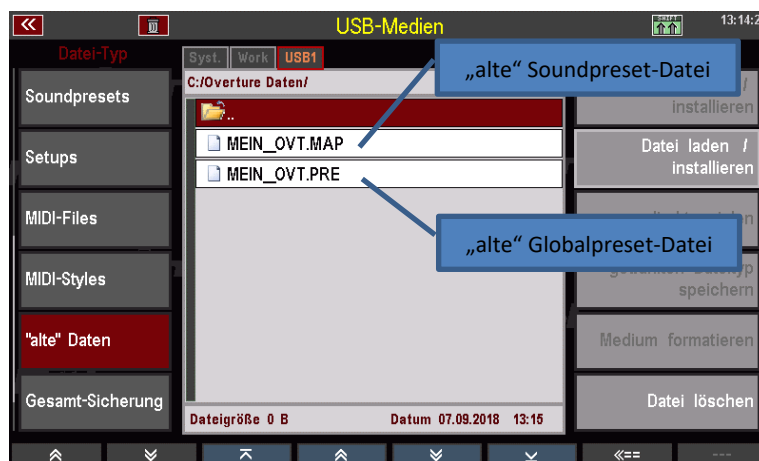 USB-Medien
13:14:2
Datei-Typ
Syst. Work USB1
C:/Overture Daten/
..
MEIN_OVT.MAP
MEIN_OVT.PRE
Dateigröße 0 B Datum 07.09.2018 13:15
Soundpresets
Setups
MIDI-Files
MIDI-Styles
"alte" Daten
Gesamt-Sicherung
„alte“ Soundpreset-Datei
„alte“ Globalpreset-Datei
/
installieren
Datei laden /
installieren
speichern
Medium formatieren
Datei löschen
«==
---